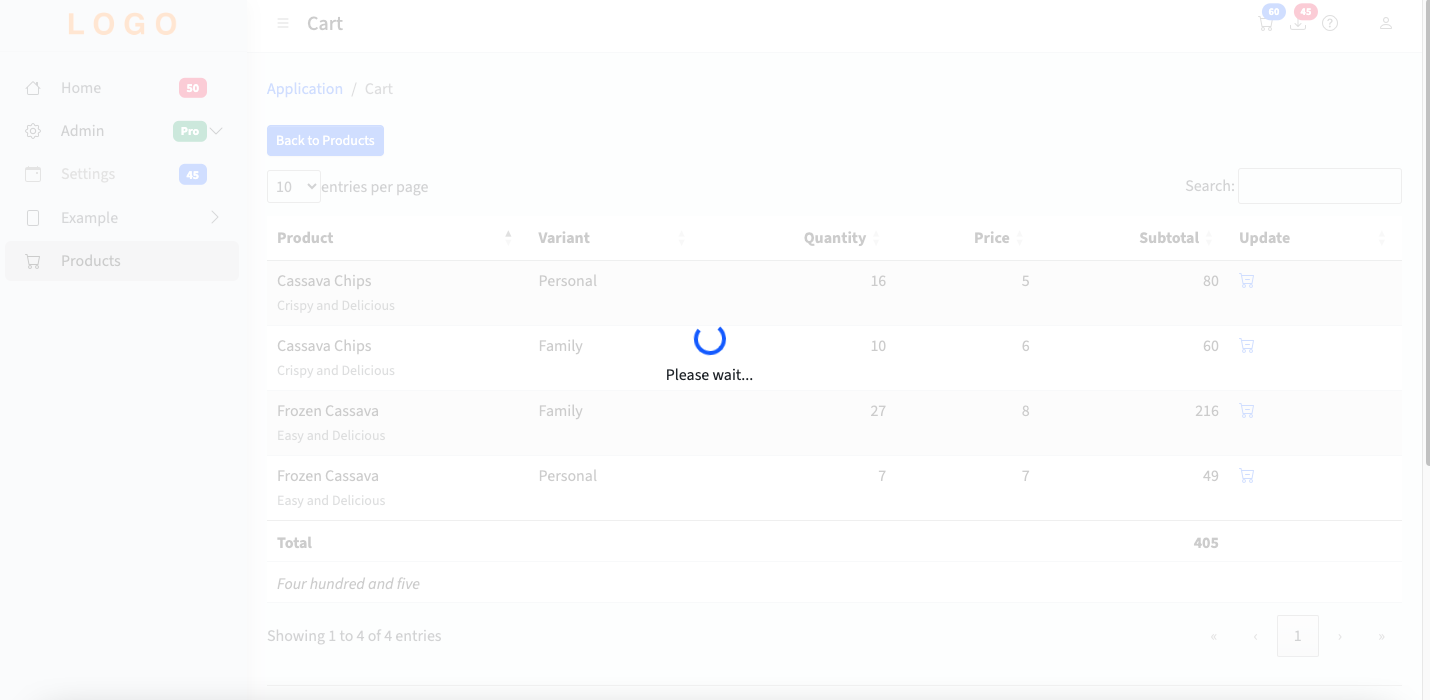 LOGO
Cart
60
45
Home 50
Admin Pro
Settings 45
Example
Products
Application / Cart
Back to Products
10 entries per page
Search:
Product Variant Quantity Price Subtotal Update
Cassava Chips Personal 16 5 80
Crispy and Delicious
Cassava Chips Family 10 6 60
Crispy and Delicious
Please wait...
Frozen Cassava Family 27 8 216
Easy and Delicious
Frozen Cassava Personal 7 7 49
Easy and Delicious
Total 405
Four hundred and five
Showing 1 to 4 of 4 entries
« ‹ 1 › »